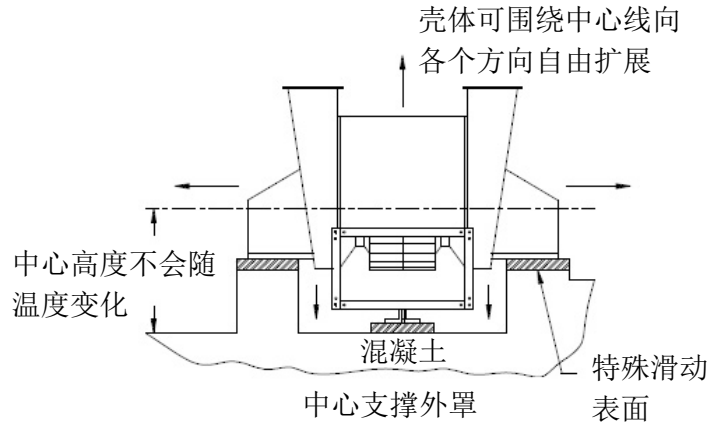 壳体可围绕中心线向
各个方向自由扩展
中心高度不会随
温度变化
混凝土
特殊滑动
表面
中心支撑外罩